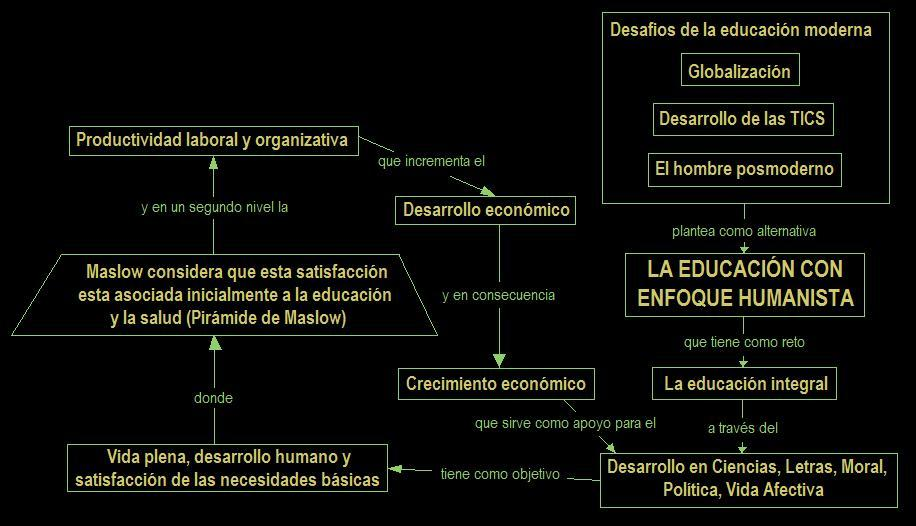 Desafios de la educación moderna
Globalización
Desarrollo de las TICS
El hombre posmoderno
plantea como alternativa
LA EDUCACIÓN CON
ENFOQUE HUMANISTA
que tiene como reto
La educación integral
a través del
Desarrollo en Ciencias, Letras, Moral,
Política, Vida Afectiva
tiene como objetivo
Vida plena, desarrollo humano y
satisfacción de las necesidades básicas
donde
Maslow considera que esta satisfacción
esta asociada inicialmente a la educación
y la salud (Pirámide de Maslow)
y en un segundo nivel la
Productividad laboral y organizativa
que incrementa el
Desarrollo económico
y en consecuencia
Crecimiento económico
que sirve como apoyo para el